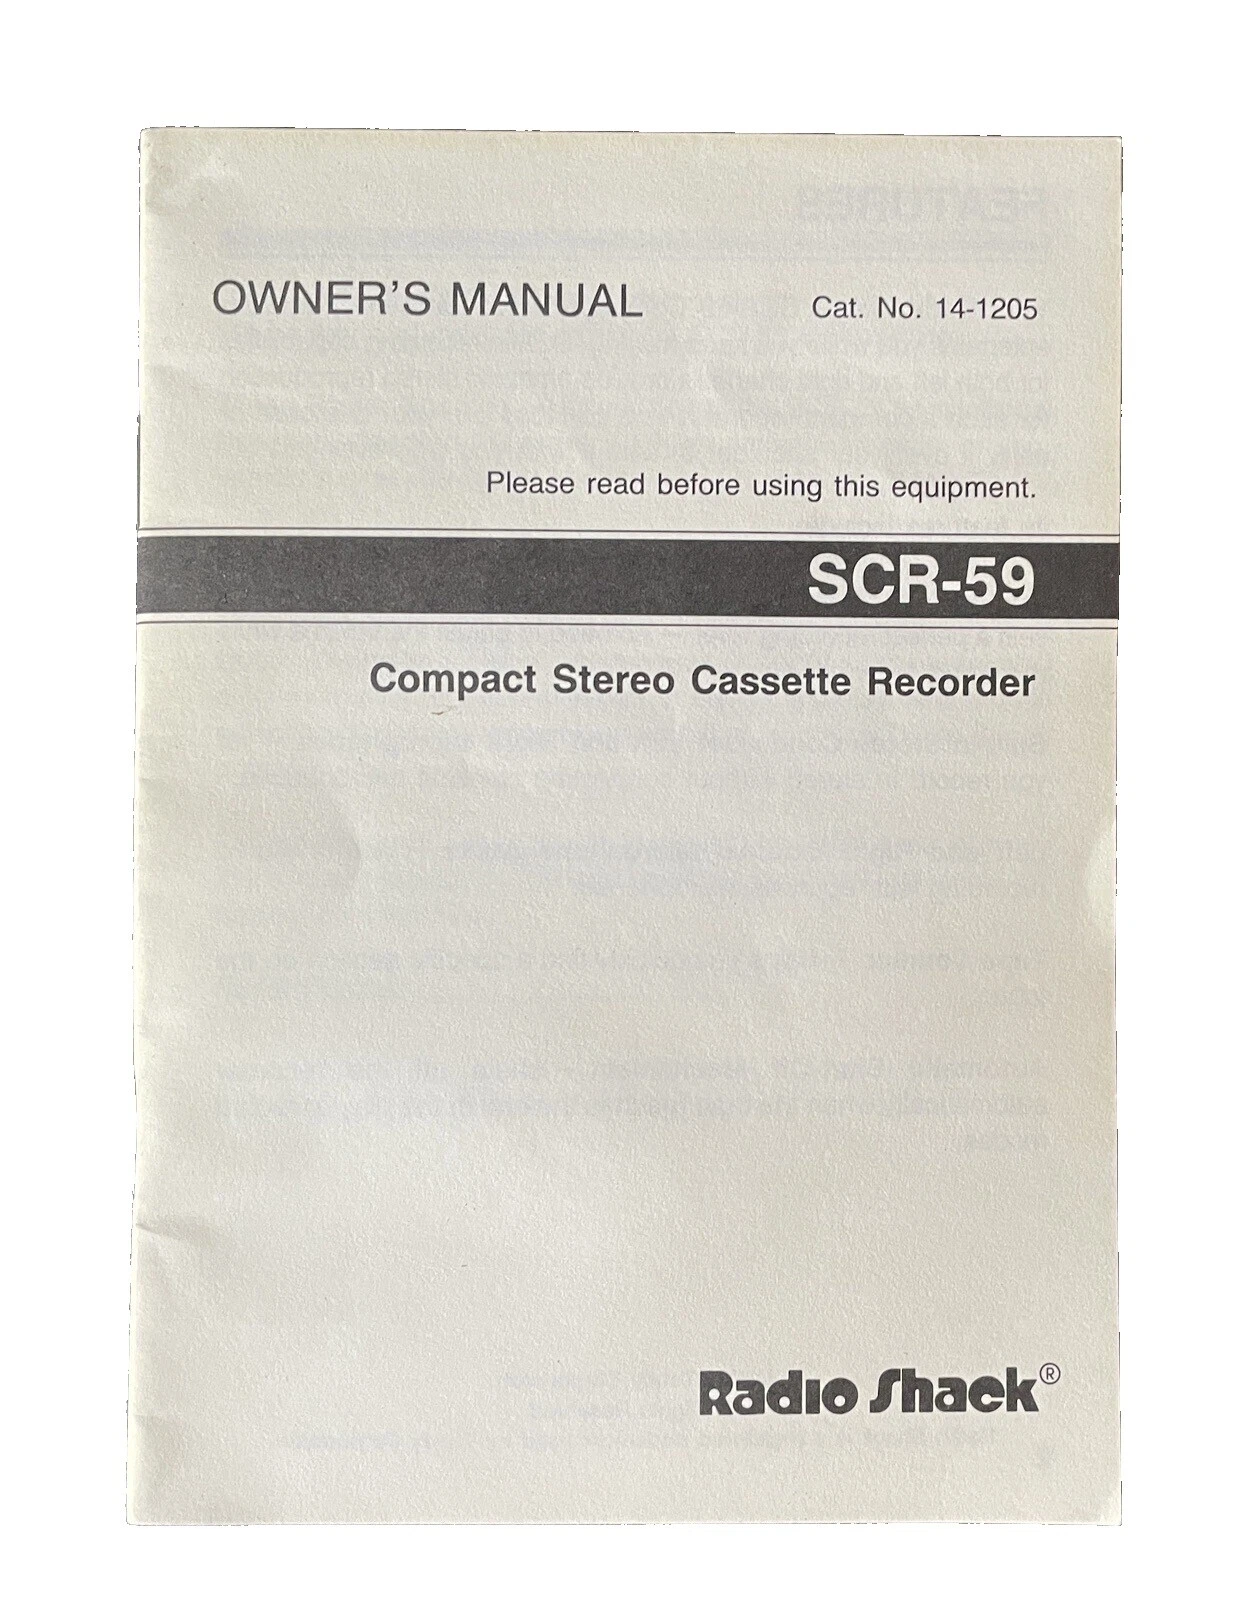 OWNER'S MANUAL Cat. No. 14-1205
Please read before using this equipment.
SCR-59
Compact Stereo Cassette Recorder
Radio Shack®